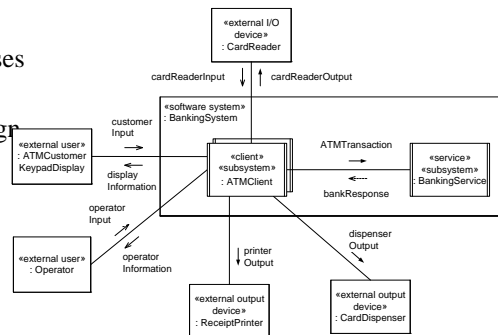 ses
gn
«external I/O
device»
: CardReader
cardReaderInput
cardReaderOutput
«software system»
: BankingSystem
customer
Input
«external user»
: ATMCustomer
KeypadDisplay
display
Information
«client»
«subsystem»
: ATMClient
ATMTransaction
bankResponse
«service»
«subsystem»
: BankingService
operator
Input
operator
Information
«external user»
: Operator
printer
Output
dispenser
Output
«external output
device»
: ReceiptPrinter
«external output
device»
: CardDispenser